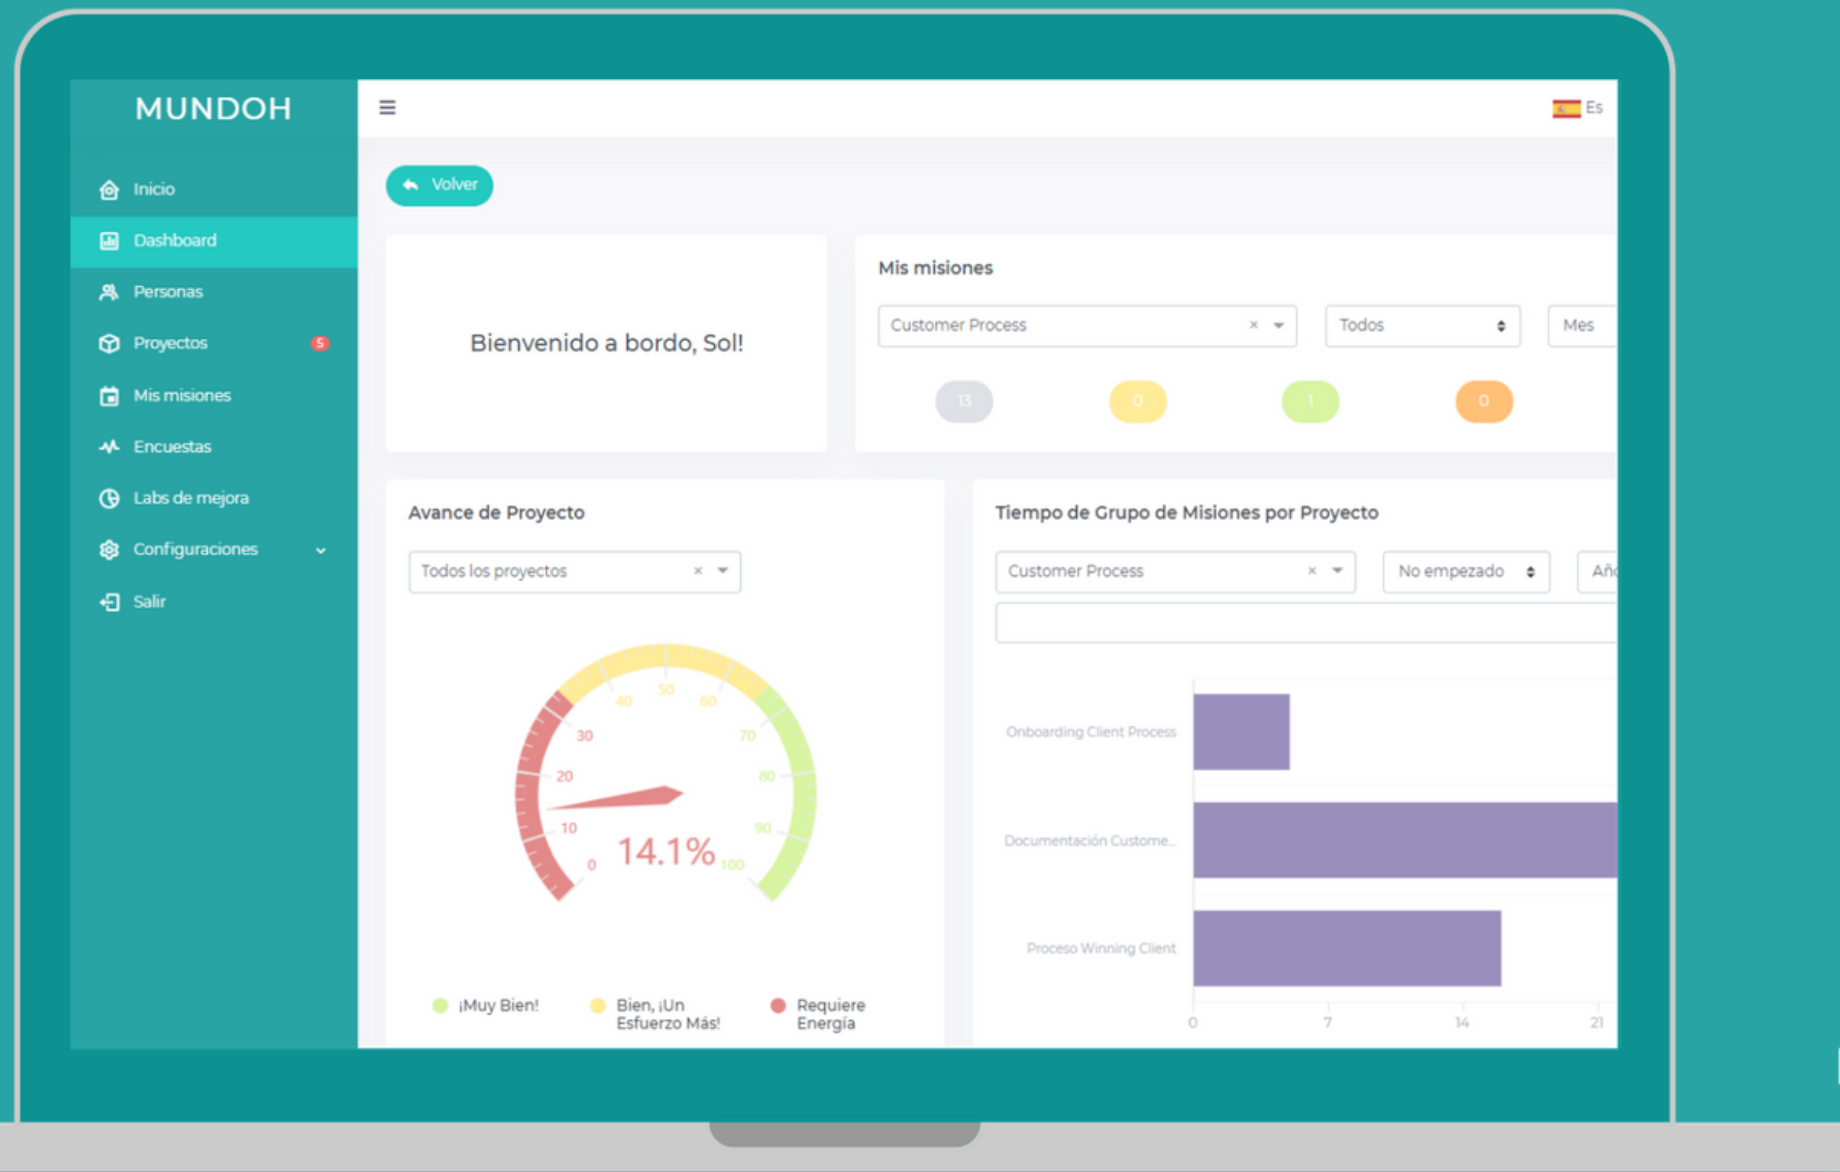 MUNDOH
Es
Inicio
Dashboard
Personas
Proyectos 5
Mis misiones
Encuestas
Labs de mejora
Configuraciones
Salir
Volver
Bienvenido a bordo, Sol!
Mis misiones
Customer Process × Todos Mes
13 0 1 0
Avance de Proyecto
Todos los proyectos ×
0
10
20
30
40
50
60
70
80
90
100
14.1%
¡Muy Bien!
Bien, ¡Un
Esfuerzo Más!
Requiere
Energía
Tiempo de Grupo de Misiones por Proyecto
Customer Process × No empezado
Onboarding Client Process
Documentación Custome...
Proceso Winning Client
0 7 14 21